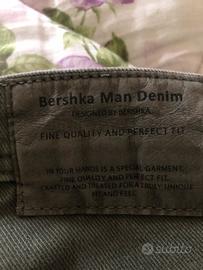 Bershka Man Denim
DESIGNED BY BERSHKA
FINE QUALITY AND PERFECT FIT
IN YOUR HANDS IS A SPECIAL GARMENT,
FINE QUALITY AND PERFECT FIT.
CRAFTED AND TREATED FOR A TRULY UNIQUE
FIT AND FEEL.
subito